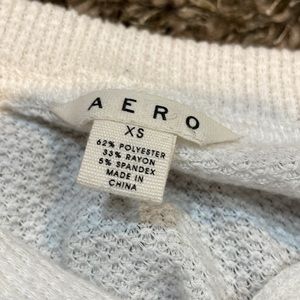 AERO
XS
62% POLYESTER
33% RAYON
5% SPANDEX
MADE IN
CHINA